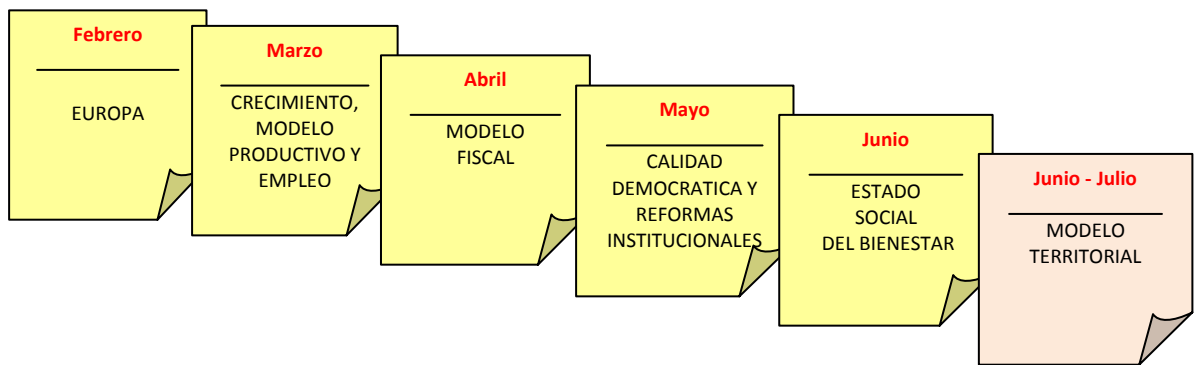 Febrero
EUROPA
Marzo
CRECIMIENTO,
MODELO
PRODUCTIVO Y
EMPLEO
Abril
MODELO
FISCAL
Mayo
CALIDAD
DEMOCRATICA Y
REFORMAS
INSTITUCIONALES
Junio
ESTADO
SOCIAL
DEL BIENESTAR
Junio - Julio
MODELO
TERRITORIAL